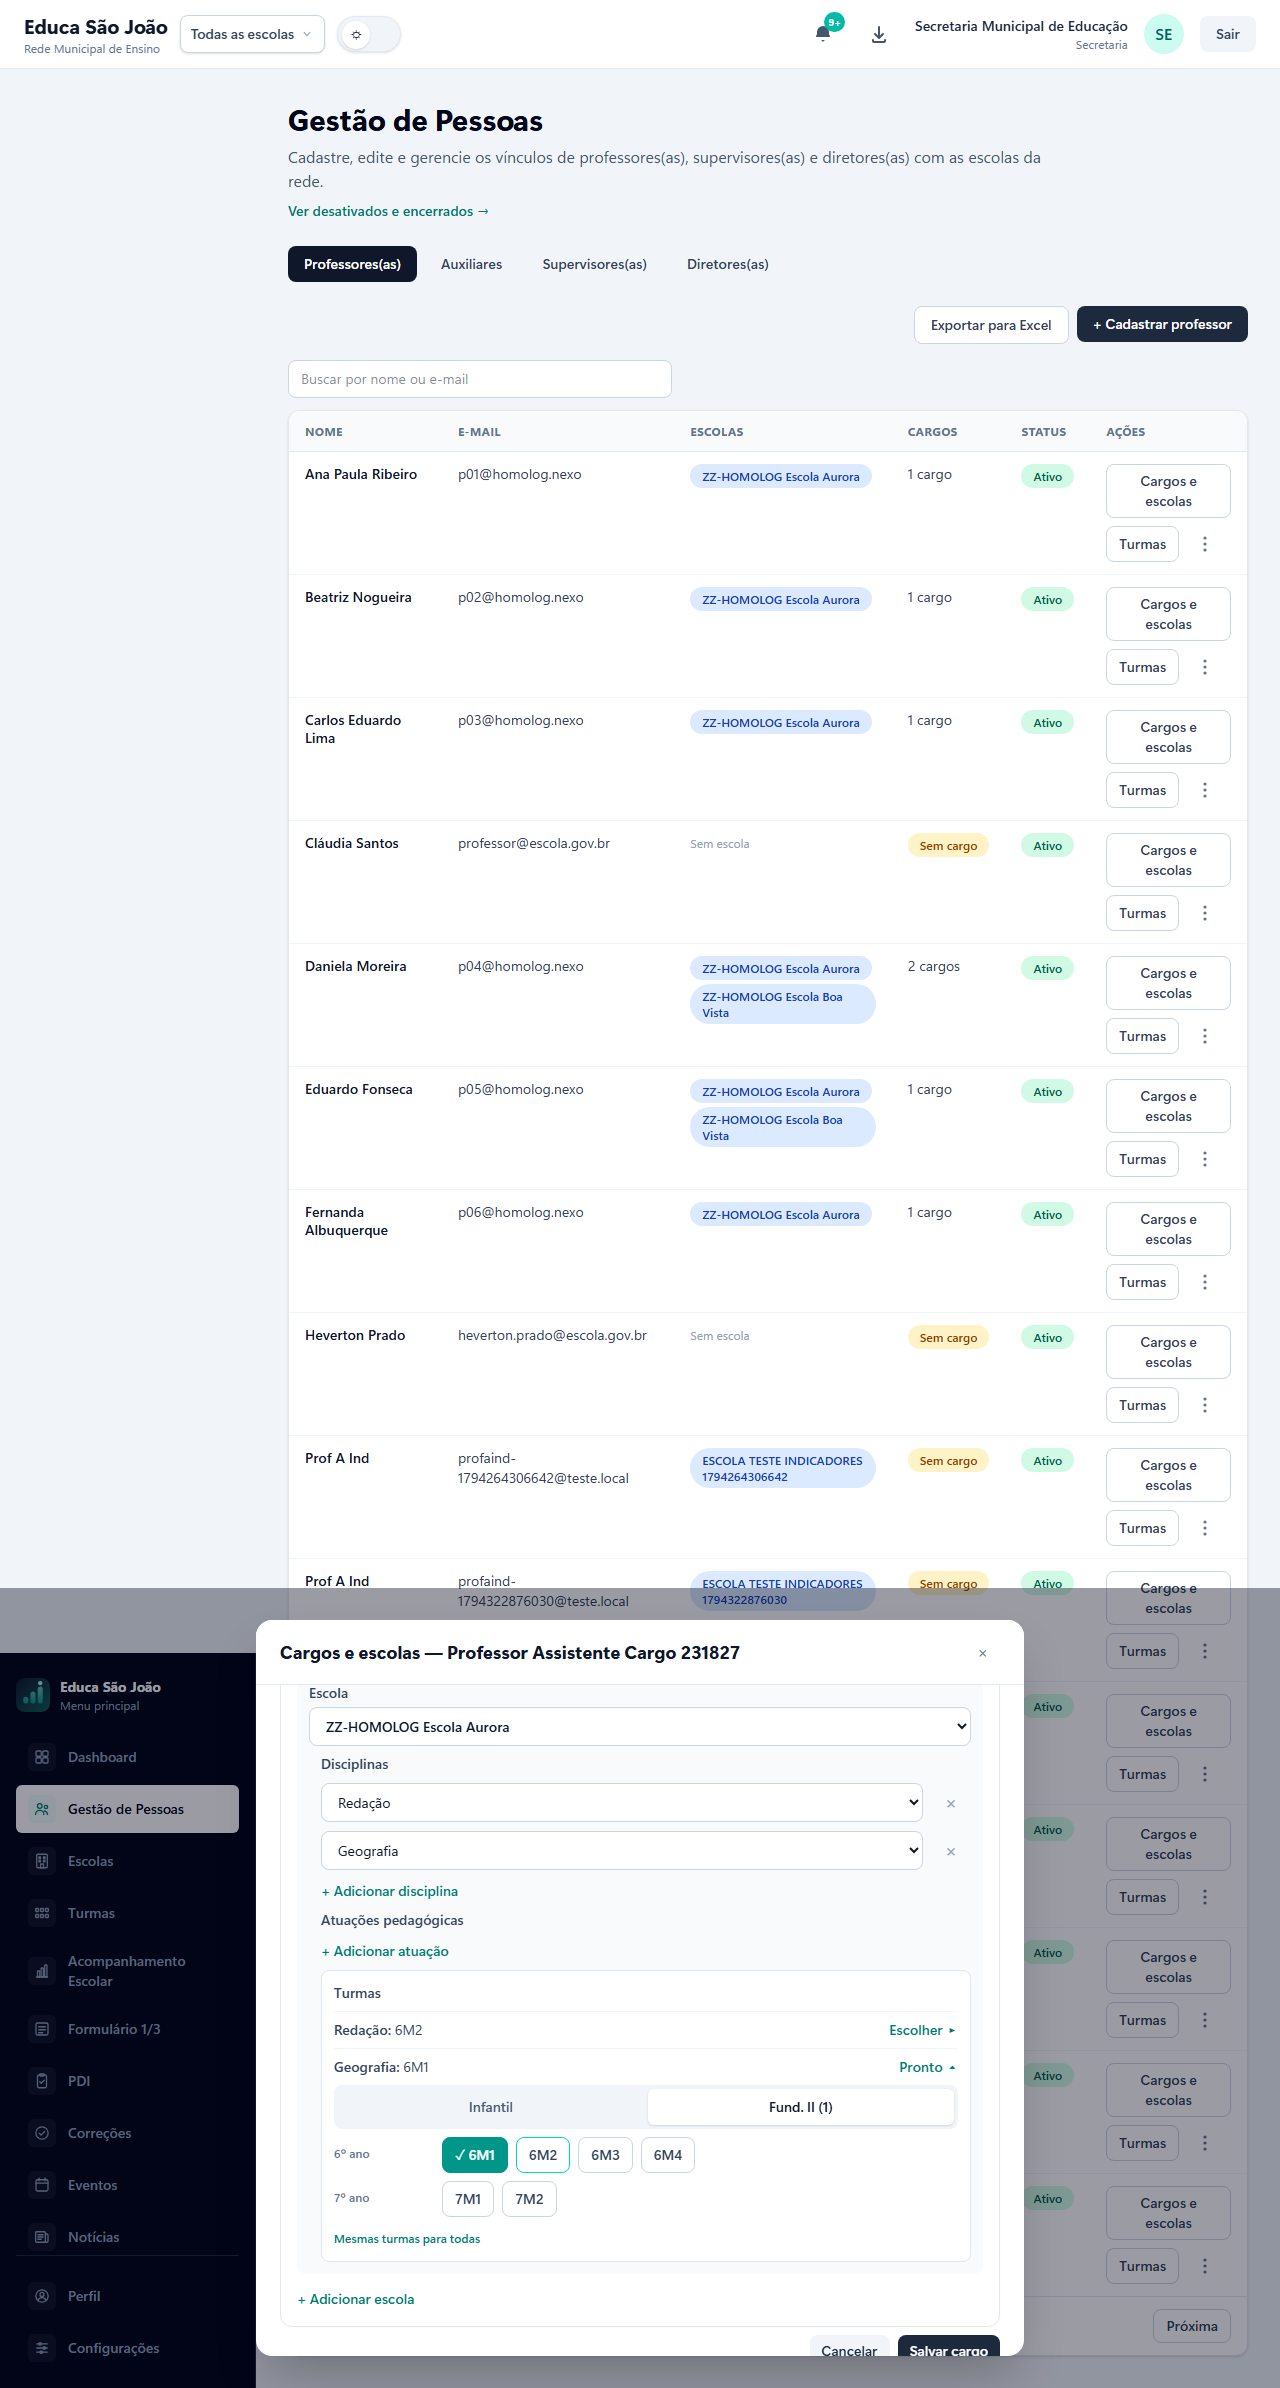 Educa São João
Rede Municipal de Ensino
Todas as escolas
9+
Secretaria Municipal de Educação
Secretaria
SE
Sair
Gestão de Pessoas
Cadastre, edite e gerencie os vínculos de professores(as), supervisores(as) e diretores(as) com as escolas da
rede.
Ver desativados e encerrados →
Professores(as) Auxiliares Supervisores(as) Diretores(as)
Exportar para Excel + Cadastrar professor
Buscar por nome ou e-mail
NOME E-MAIL ESCOLAS CARGOS STATUS AÇÕES
Ana Paula Ribeiro p01@homolog.nexo ZZ-HOMOLOG Escola Aurora 1 cargo Ativo Cargos e
escolas
Turmas
Beatriz Nogueira p02@homolog.nexo ZZ-HOMOLOG Escola Aurora 1 cargo Ativo Cargos e
escolas
Turmas
Carlos Eduardo p03@homolog.nexo ZZ-HOMOLOG Escola Aurora 1 cargo Ativo Cargos e
Lima escolas
Turmas
Cláudia Santos professor@escola.gov.br Sem escola Sem cargo Ativo Cargos e
escolas
Turmas
Daniela Moreira p04@homolog.nexo ZZ-HOMOLOG Escola Aurora 2 cargos Ativo Cargos e
ZZ-HOMOLOG Escola Boa escolas
Vista
Turmas
Eduardo Fonseca p05@homolog.nexo ZZ-HOMOLOG Escola Aurora 1 cargo Ativo Cargos e
ZZ-HOMOLOG Escola Boa escolas
Vista
Turmas
Fernanda p06@homolog.nexo ZZ-HOMOLOG Escola Aurora 1 cargo Ativo Cargos e
Albuquerque escolas
Turmas
Heverton Prado heverton.prado@escola.gov.br Sem escola Sem cargo Ativo Cargos e
escolas
Turmas
Prof A Ind profaind- ESCOLA TESTE INDICADORES Sem cargo Ativo Cargos e
1794264306642@teste.local 1794264306642 escolas
Turmas
Prof A Ind profaind- ESCOLA TESTE INDICADORES Sem cargo Ativo Cargos e
1794322876030@teste.local 1794322876030 escolas
Turmas
Ativo Cargos e
escolas
Turmas
Ativo Cargos e
escolas
Turmas
Ativo Cargos e
escolas
Turmas
Ativo Cargos e
escolas
Turmas
Ativo Cargos e
escolas
Turmas
Próxima
Educa São João
Menu principal
Dashboard
Gestão de Pessoas
Escolas
Turmas
Acompanhamento
Escolar
Formulário 1/3
PDI
Correções
Eventos
Notícias
Perfil
Configurações
Cargos e escolas — Professor Assistente Cargo 231827 ×
Escola
ZZ-HOMOLOG Escola Aurora
Disciplinas
Redação ×
Geografia ×
+ Adicionar disciplina
Atuações pedagógicas
+ Adicionar atuação
Turmas
Redação: 6M2 Escolher ▸
Geografia: 6M1 Pronto ▴
Infantil Fund. II (1)
6º ano ✓ 6M1 6M2 6M3 6M4
7º ano 7M1 7M2
Mesmas turmas para todas
+ Adicionar escola
Cancelar Salvar cargo